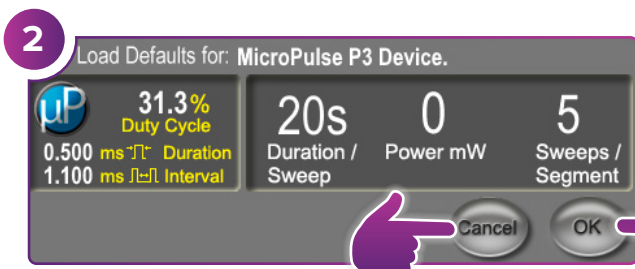 2
Load Defaults for: MicroPulse P3 Device.
µP
31.3%
Duty Cycle
0.500 ms Duration
1.100 ms Interval
20s
Duration /
Sweep
0
Power mW
5
Sweeps /
Segment
Cancel
OK